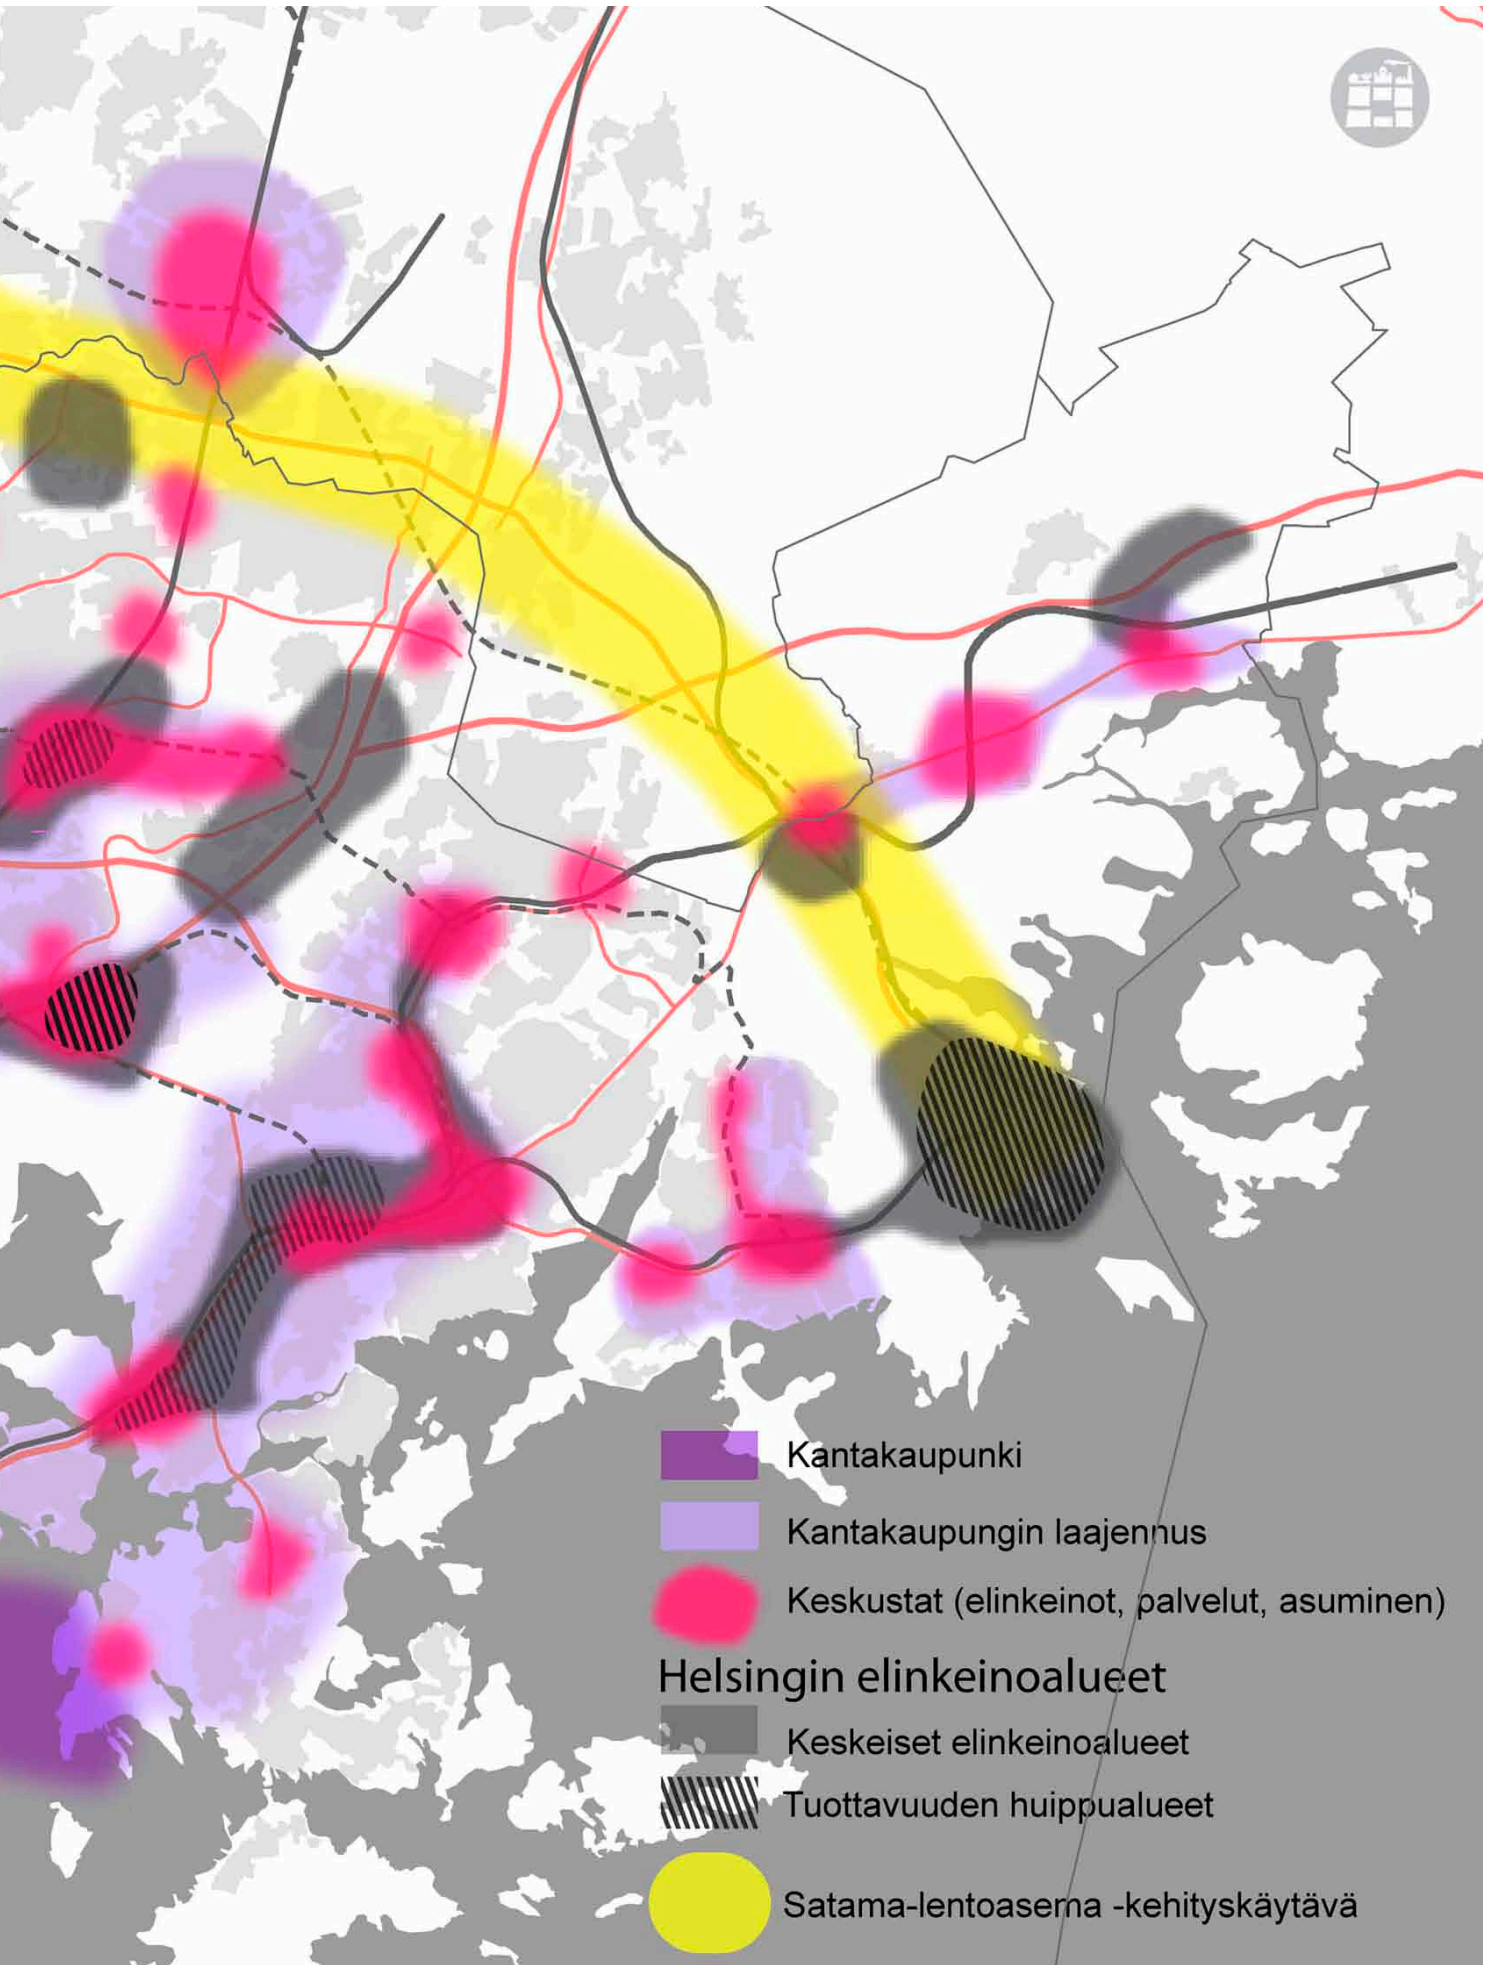 Kantakaupunki
Kantakaupungin laajennus
Keskustat (elinkeinot, palvelut, asuminen)
Helsingin elinkeinoalueet
Keskeiset elinkeinoalueet
Tuottavuuden huippualueet
Satama-lentoasema -kehityskäytävä